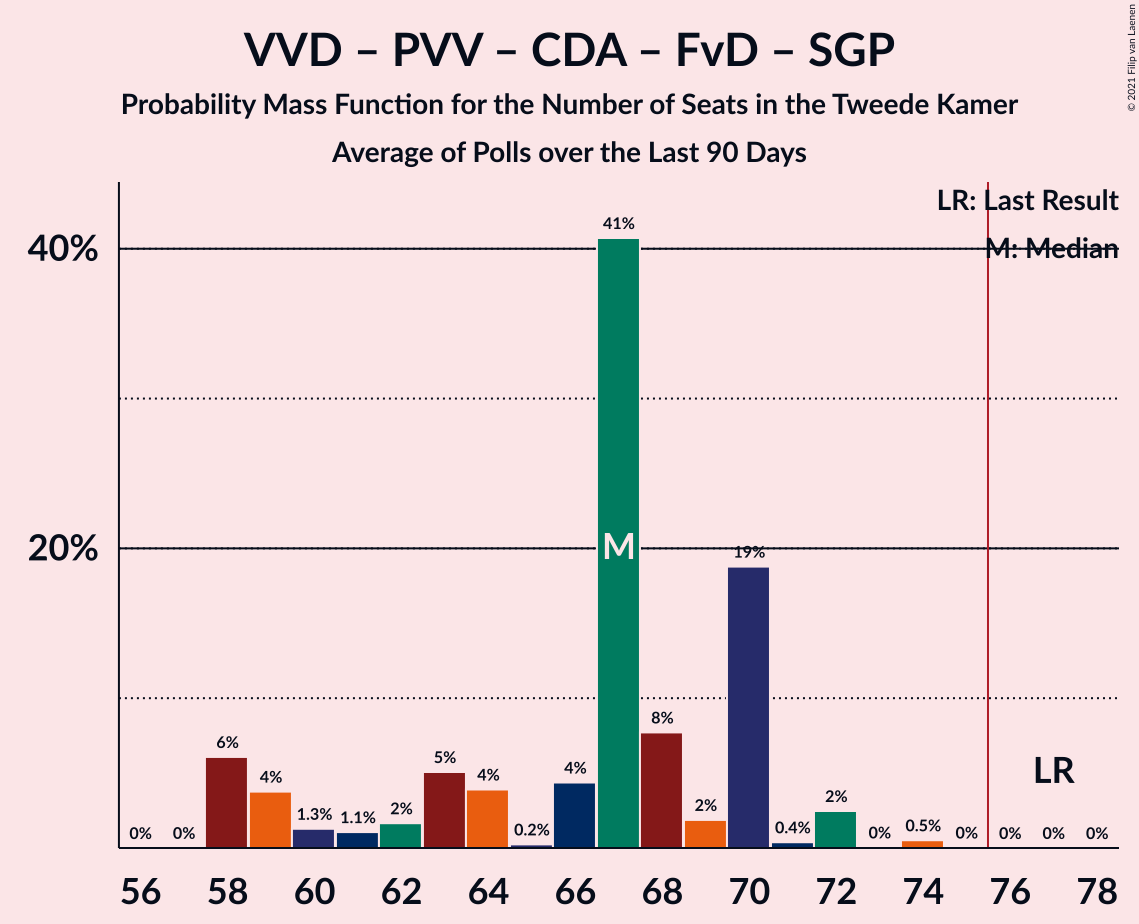 VVD – PVV – CDA – FvD – SGP
Probability Mass Function for the Number of Seats in the Tweede Kamer
Average of Polls over the Last 90 Days
© 2021 Filip van Laenen
LR: Last Result
M: Median
40%
20%
0%
0%
6%
4%
1.3%
1.1%
2%
5%
4%
0.2%
4%
41%
M
8%
2%
19%
0.4%
2%
0%
0.5%
0%
0%
0%
0%
LR
56 58 60 62 64 66 68 70 72 74 76 78